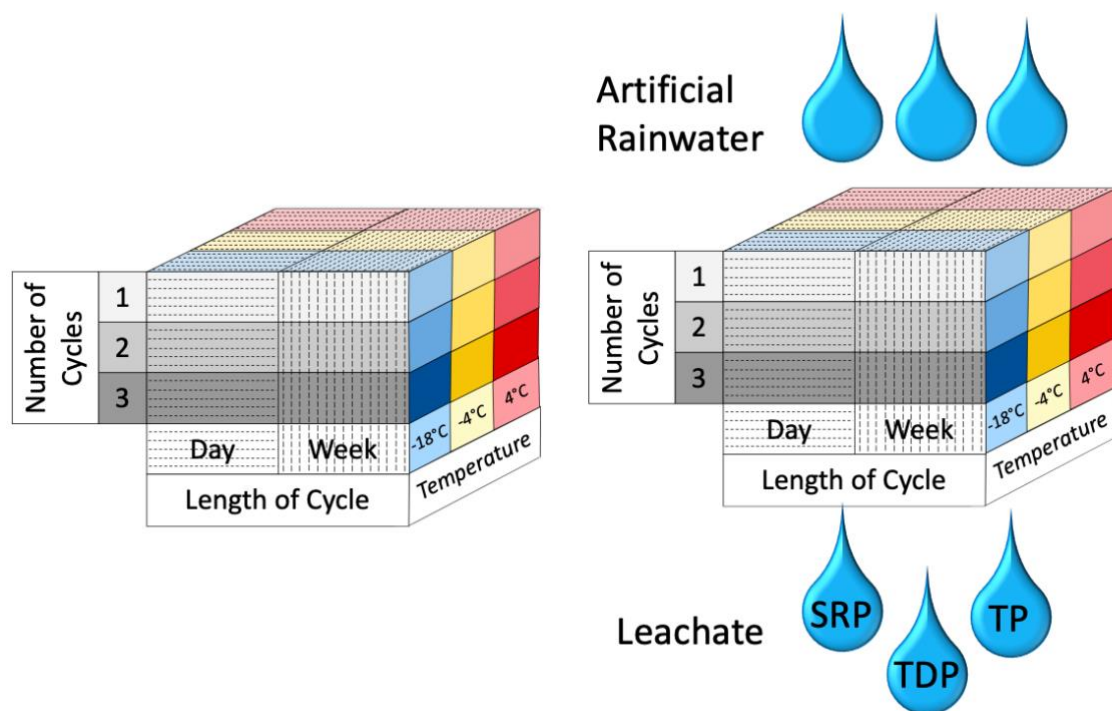 Artificial
Rainwater
Number of
Cycles
1
2
3
Day
Week
-18°C
-4°C
4°C
Length of Cycle
Temperature
Number of
Cycles
1
2
3
Day
Week
-18°C
-4°C
4°C
Length of Cycle
Temperature
Leachate
SRP
TDP
TP